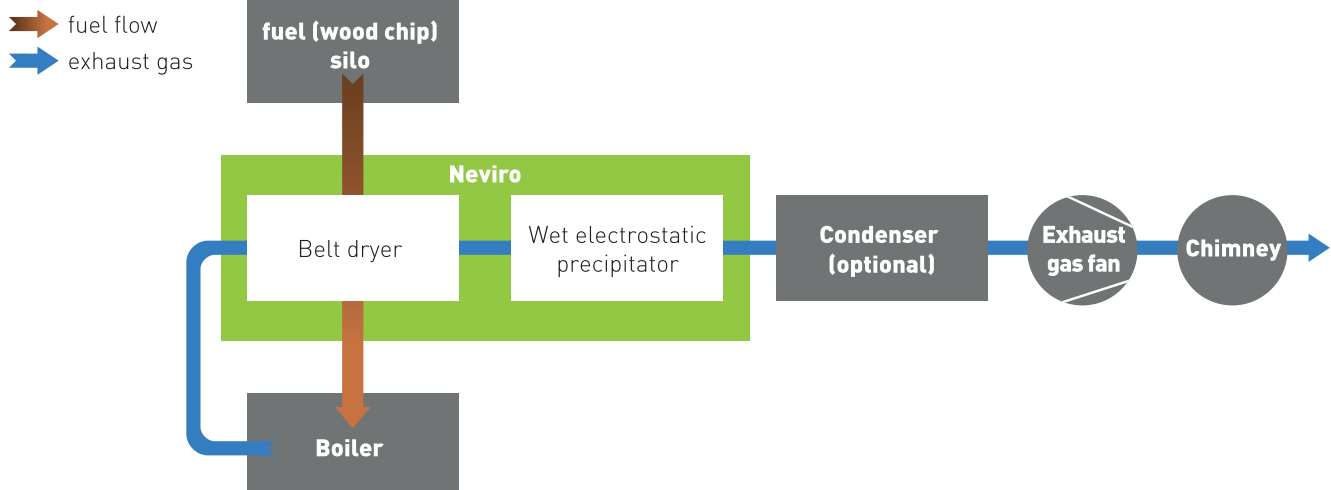 fuel flow
exhaust gas
fuel (wood chip)
silo
Neviro
Belt dryer
Wet electrostatic
precipitator
Condenser
(optional)
Exhaust
gas fan
Chimney
Boiler